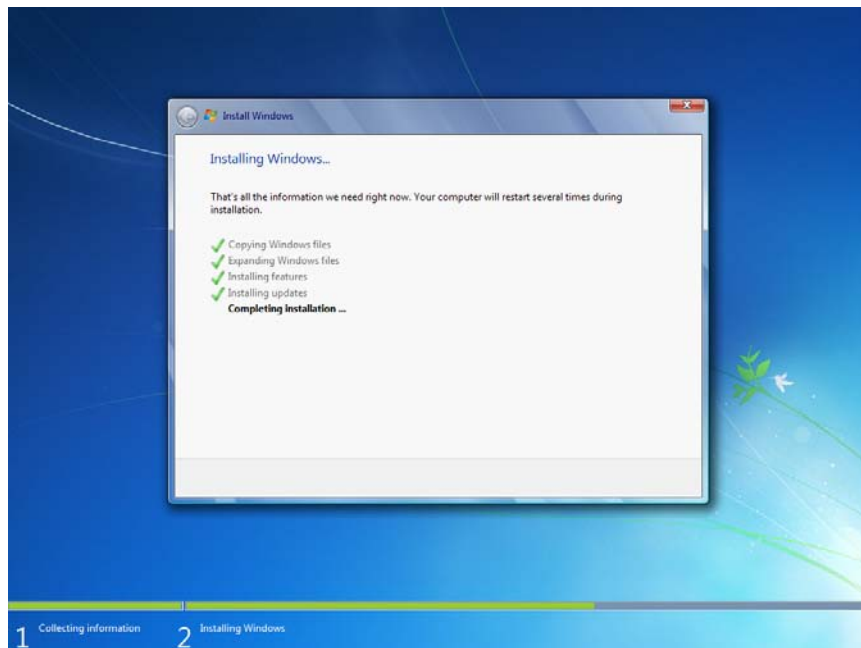 Install Windows
Installing Windows...
That's all the information we need right now. Your computer will restart several times during
installation.
Copying Windows files
Expanding Windows files
Installing features
Installing updates
Completing installation ...
1 Collecting information
2 Installing Windows